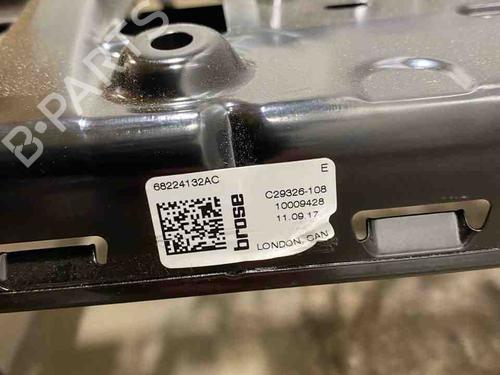 B-PARTS
68224132AC
E
brose
C29326-108
10009428
11.09.17
LONDON, CAN